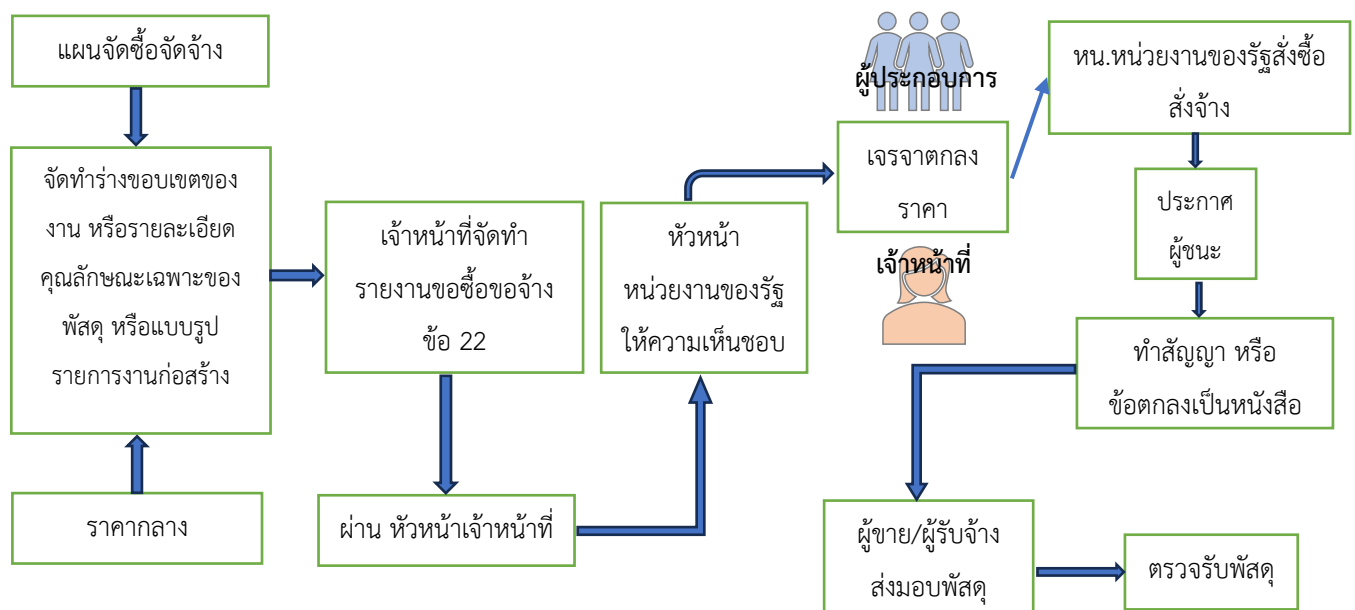 แผนจัดซื้อจัดจ้าง
จัดทำร่างขอบเขตของ
งาน หรือรายละเอียด
คุณลักษณะเฉพาะของ
พัสดุ หรือแบบรูป
รายการงานก่อสร้าง
ราคากลาง
เจ้าหน้าที่จัดทำ
รายงานขอซื้อขอจ้าง
ข้อ 22
ผ่าน หัวหน้าเจ้าหน้าที่
หัวหน้า
หน่วยงานของรัฐ
ให้ความเห็นชอบ
ผู้ประกอบการ
เจรจาตกลง
ราคา
เจ้าหน้าที่
หน.หน่วยงานของรัฐสั่งซื้อ
สั่งจ้าง
ประกาศ
ผู้ชนะ
ทำสัญญา หรือ
ข้อตกลงเป็นหนังสือ
ผู้ขาย/ผู้รับจ้าง
ส่งมอบพัสดุ
ตรวจรับพัสดุ